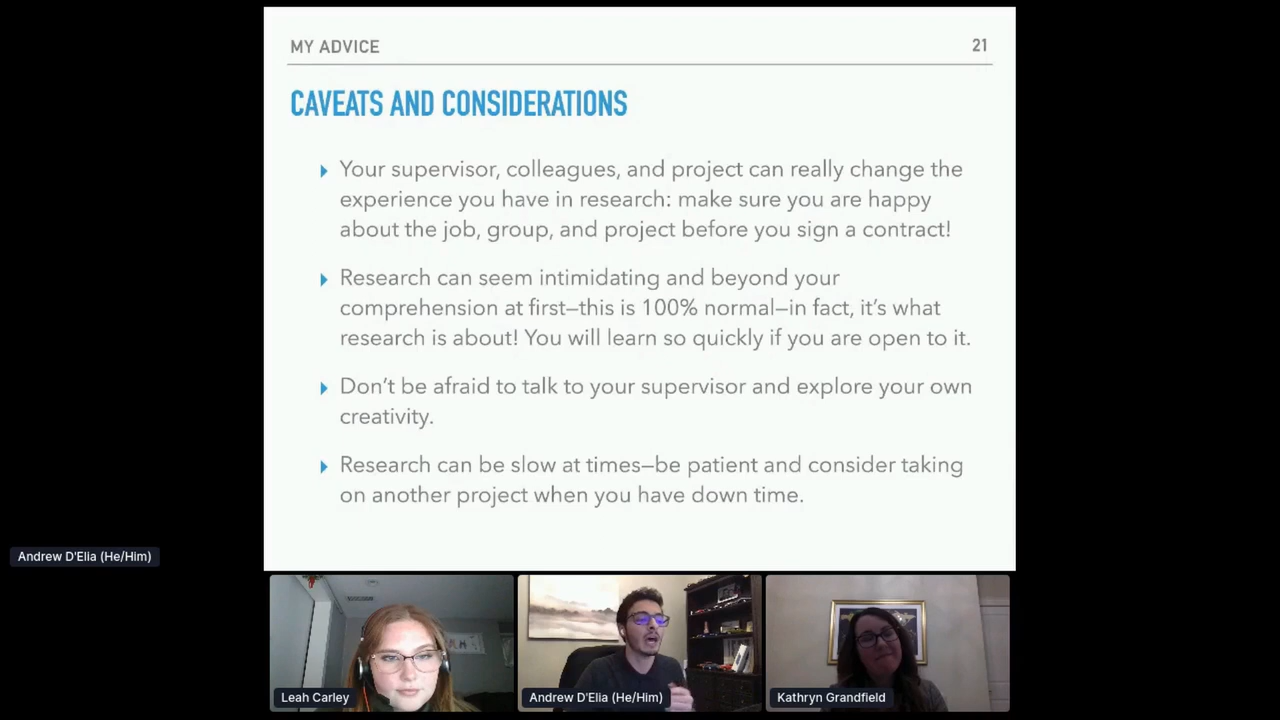 MY ADVICE
21
CAVEATS AND CONSIDERATIONS
Your supervisor, colleagues, and project can really change the
experience you have in research: make sure you are happy
about the job, group, and project before you sign a contract!
Research can seem intimidating and beyond your
comprehension at first—this is 100% normal—in fact, it's what
research is about! You will learn so quickly if you are open to it.
Don't be afraid to talk to your supervisor and explore your own
creativity.
Research can be slow at times—be patient and consider taking
on another project when you have down time.
Andrew D'Elia (He/Him)
Leah Carley
Andrew D'Elia (He/Him)
Kathryn Grandfield